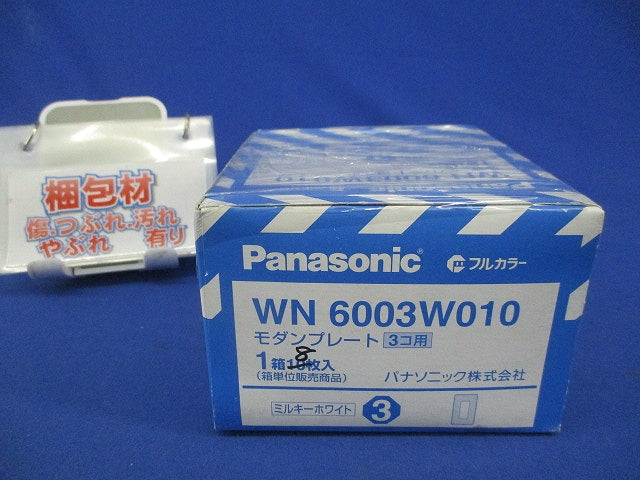 梱包材
傷・つぶれ・汚れ
やぶれ 有り
Panasonic
Panasonic® フルカラー
WN 6003W010
モダンプレート 3コ用
1箱10枚入
8
(箱単位販売商品)
パナソニック株式会社
ミルキーホワイト 3